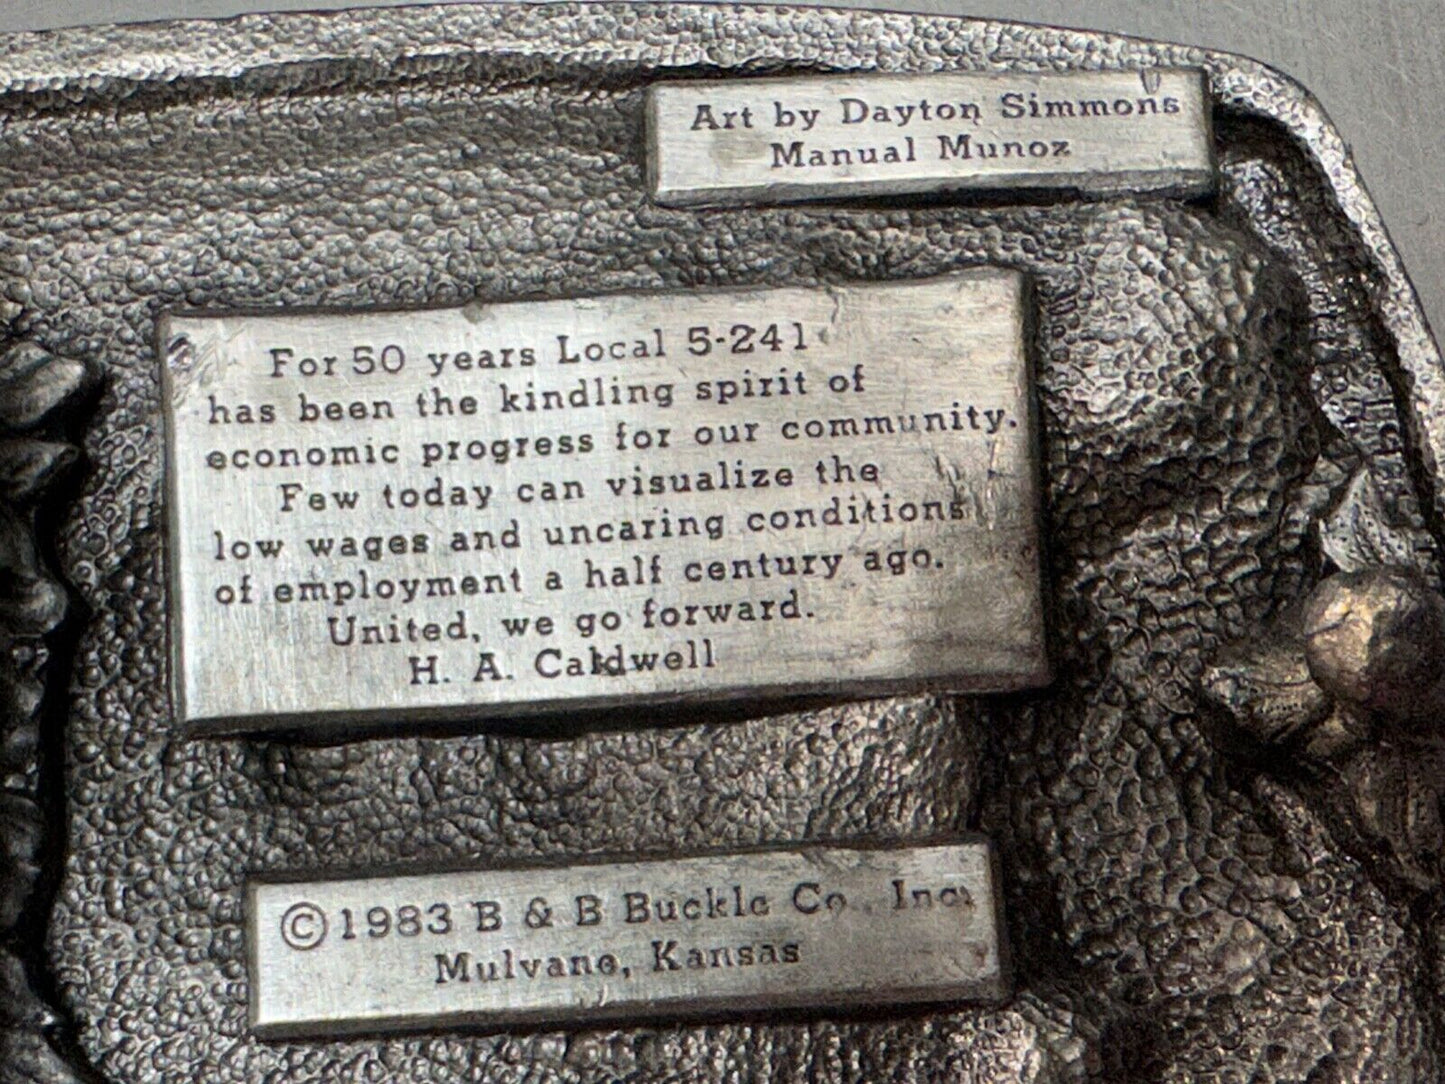 Art by Dayton Simmons
Manual Munoz
For 50 years Local 5-241
has been the kindling spirit of
economic progress for our community.
Few today can visualize the
low wages and uncaring conditions
of employment a half century ago.
United, we go forward.
H. A. Caldwell
©1983 B & B Buckle Co., Inc.
Mulvane, Kansas